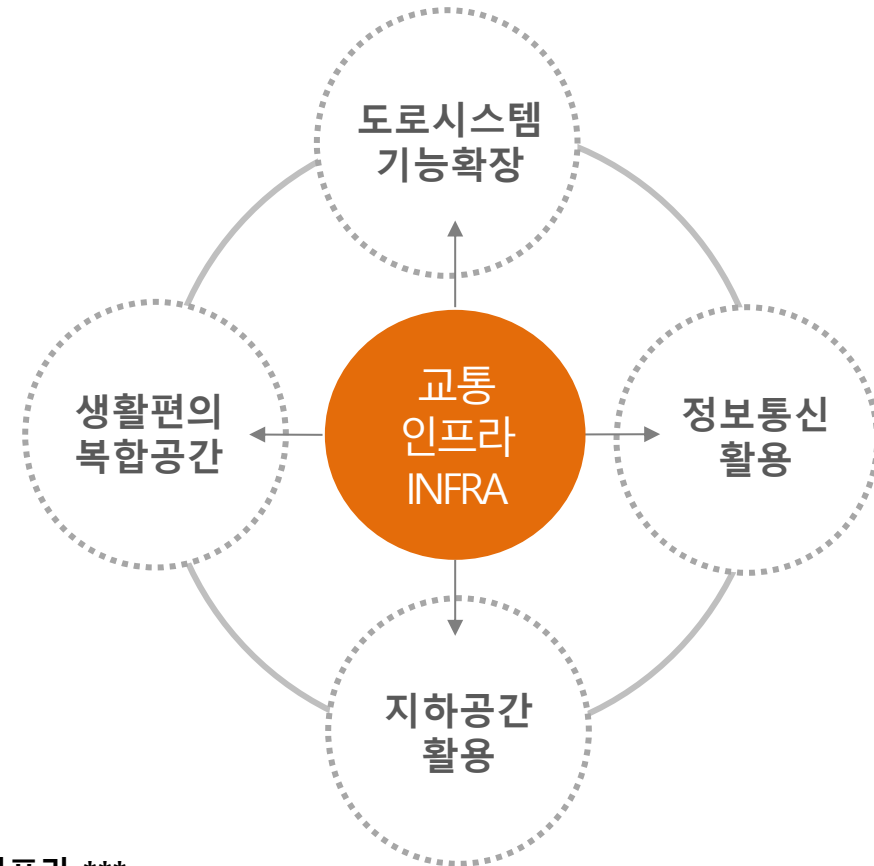 도로시스템
기능확장
생활편의
복합공간
교통
인프라
INFRA
정보통신
활용
지하공간
활용
***